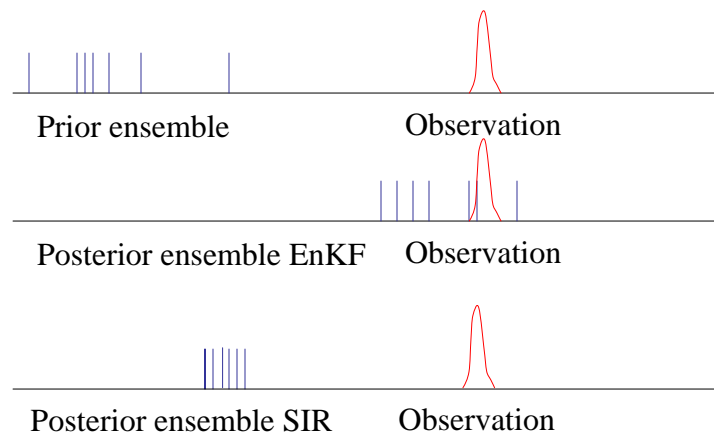 Prior ensemble Observation
Posterior ensemble EnKF Observation
Posterior ensemble SIR Observation